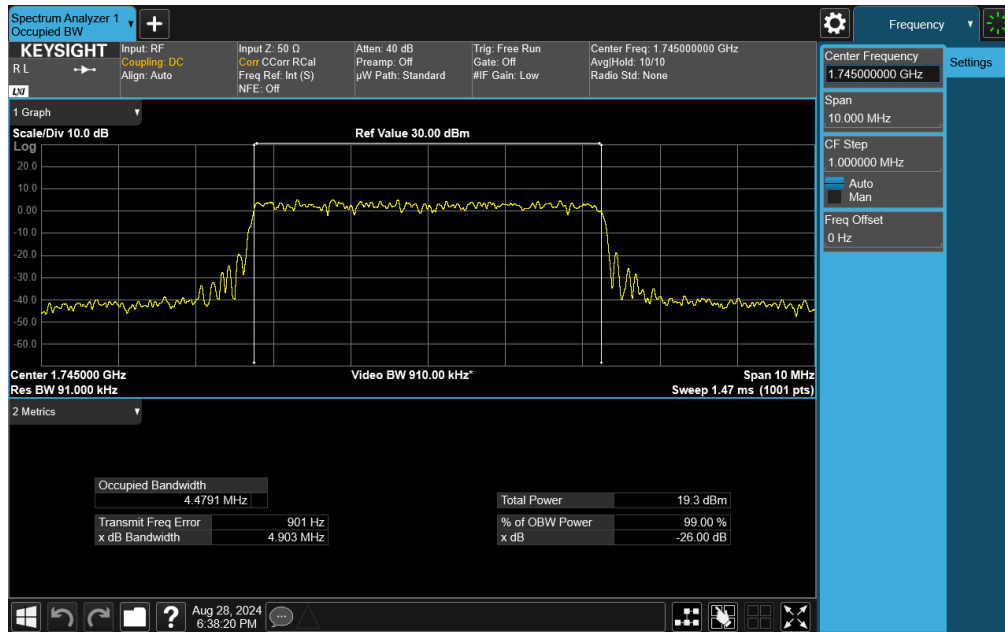 Spectrum Analyzer 1
Occupied BW
Frequency
KEYSIGHT
R L
LXI
Input: RF
Coupling: DC
Align: Auto
Input Z: 50 Ω
Corr CCorr RCal
Freq Ref: Int (S)
NFE: Off
Atten: 40 dB
Preamp: Off
µW Path: Standard
Trig: Free Run
Gate: Off
#IF Gain: Low
Center Freq: 1.745000000 GHz
Avg|Hold: 10/10
Radio Std: None
Center Frequency
1.745000000 GHz
Settings
Span
10.000 MHz
CF Step
1.000000 MHz
Auto
Man
Freq Offset
0 Hz
1 Graph
Scale/Div 10.0 dB
Ref Value 30.00 dBm
Log
20.0
10.0
0.00
-10.0
-20.0
-30.0
-40.0
-50.0
-60.0
Center 1.745000 GHz
Video BW 910.00 kHz*
Span 10 MHz
Res BW 91.000 kHz
Sweep 1.47 ms (1001 pts)
2 Metrics
Occupied Bandwidth
4.4791 MHz
Transmit Freq Error 901 Hz
x dB Bandwidth 4.903 MHz
Total Power 19.3 dBm
% of OBW Power 99.00 %
x dB -26.00 dB
Aug 28, 2024
6:38:20 PM